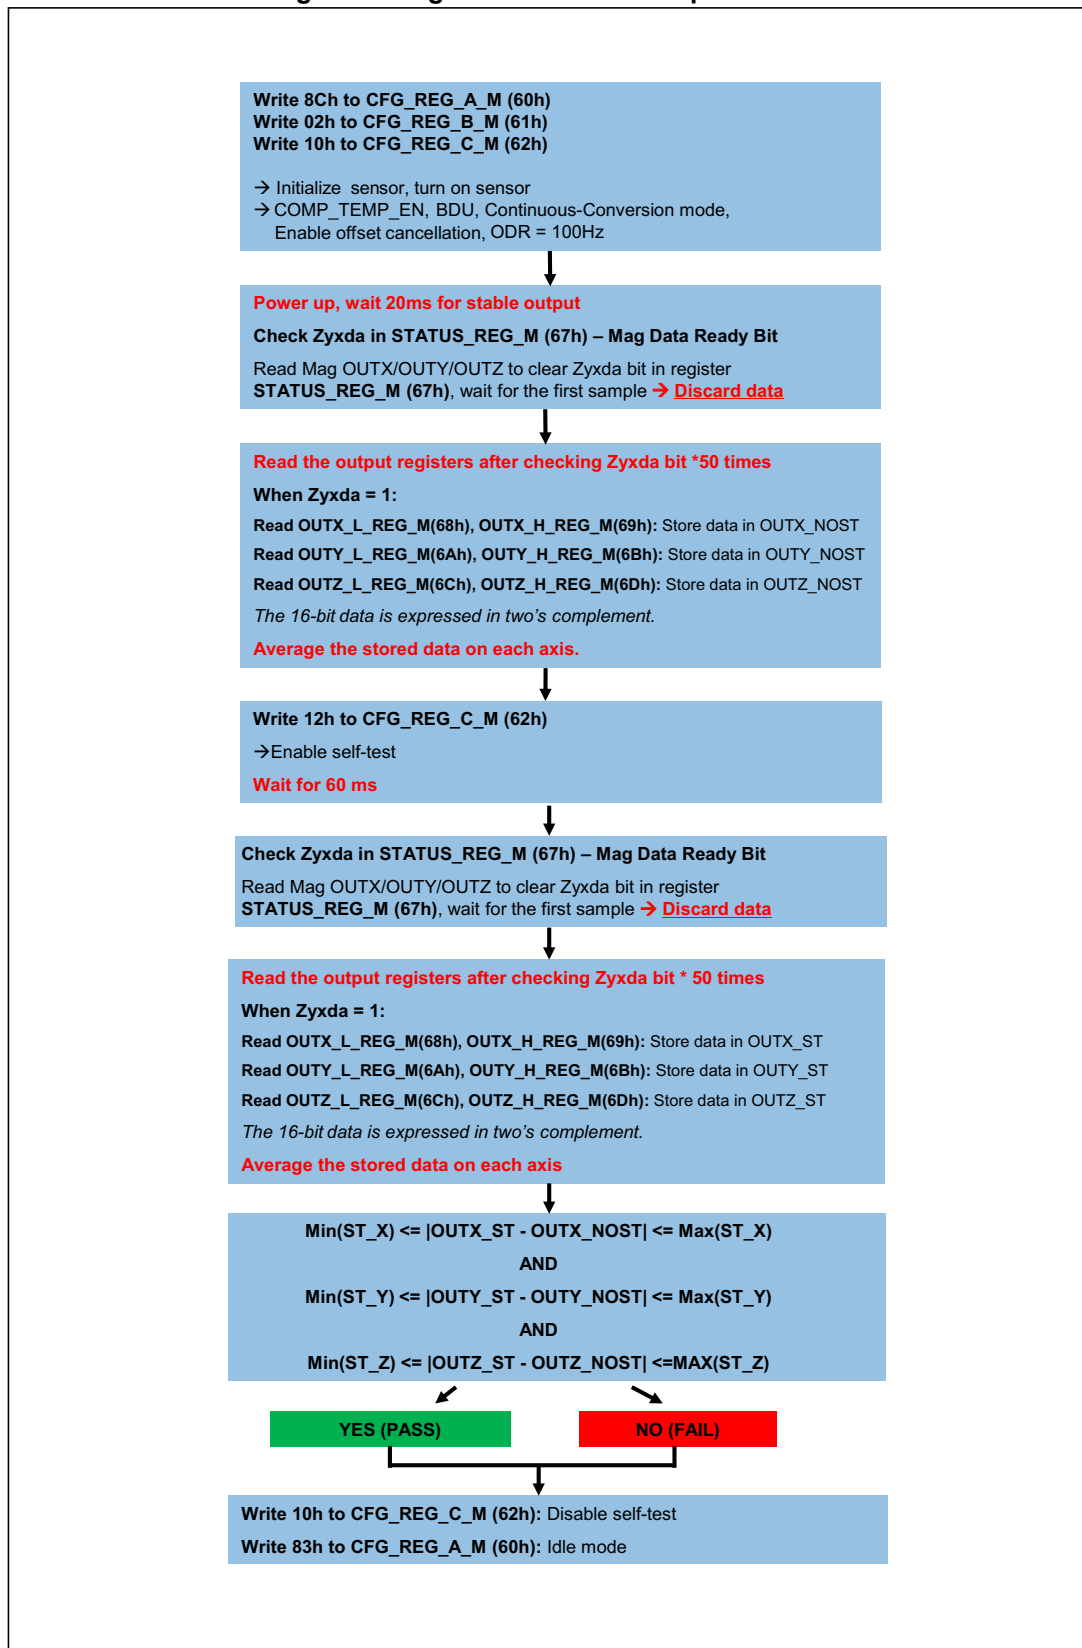 Write 8Ch to CFG_REG_A_M (60h)
Write 02h to CFG_REG_B_M (61h)
Write 10h to CFG_REG_C_M (62h)
→ Initialize sensor, turn on sensor
→ COMP_TEMP_EN, BDU, Continuous-Conversion mode,
Enable offset cancellation, ODR = 100Hz
Power up, wait 20ms for stable output
Check Zyxda in STATUS_REG_M (67h) – Mag Data Ready Bit
Read Mag OUTX/OUTY/OUTZ to clear Zyxda bit in register
STATUS_REG_M (67h), wait for the first sample → Discard data
Read the output registers after checking Zyxda bit *50 times
When Zyxda = 1:
Read OUTX_L_REG_M(68h), OUTX_H_REG_M(69h): Store data in OUTX_NOST
Read OUTY_L_REG_M(6Ah), OUTY_H_REG_M(6Bh): Store data in OUTY_NOST
Read OUTZ_L_REG_M(6Ch), OUTZ_H_REG_M(6Dh): Store data in OUTZ_NOST
The 16-bit data is expressed in two's complement.
Average the stored data on each axis.
Write 12h to CFG_REG_C_M (62h)
→Enable self-test
Wait for 60 ms
Check Zyxda in STATUS_REG_M (67h) – Mag Data Ready Bit
Read Mag OUTX/OUTY/OUTZ to clear Zyxda bit in register
STATUS_REG_M (67h), wait for the first sample → Discard data
Read the output registers after checking Zyxda bit * 50 times
When Zyxda = 1:
Read OUTX_L_REG_M(68h), OUTX_H_REG_M(69h): Store data in OUTX_ST
Read OUTY_L_REG_M(6Ah), OUTY_H_REG_M(6Bh): Store data in OUTY_ST
Read OUTZ_L_REG_M(6Ch), OUTZ_H_REG_M(6Dh): Store data in OUTZ_ST
The 16-bit data is expressed in two's complement.
Average the stored data on each axis
Min(ST_X) <= |OUTX_ST - OUTX_NOST| <= Max(ST_X)
AND
Min(ST_Y) <= |OUTY_ST - OUTY_NOST| <= Max(ST_Y)
AND
Min(ST_Z) <= |OUTZ_ST - OUTZ_NOST| <=MAX(ST_Z)
YES (PASS)
NO (FAIL)
Write 10h to CFG_REG_C_M (62h): Disable self-test
Write 83h to CFG_REG_A_M (60h): Idle mode